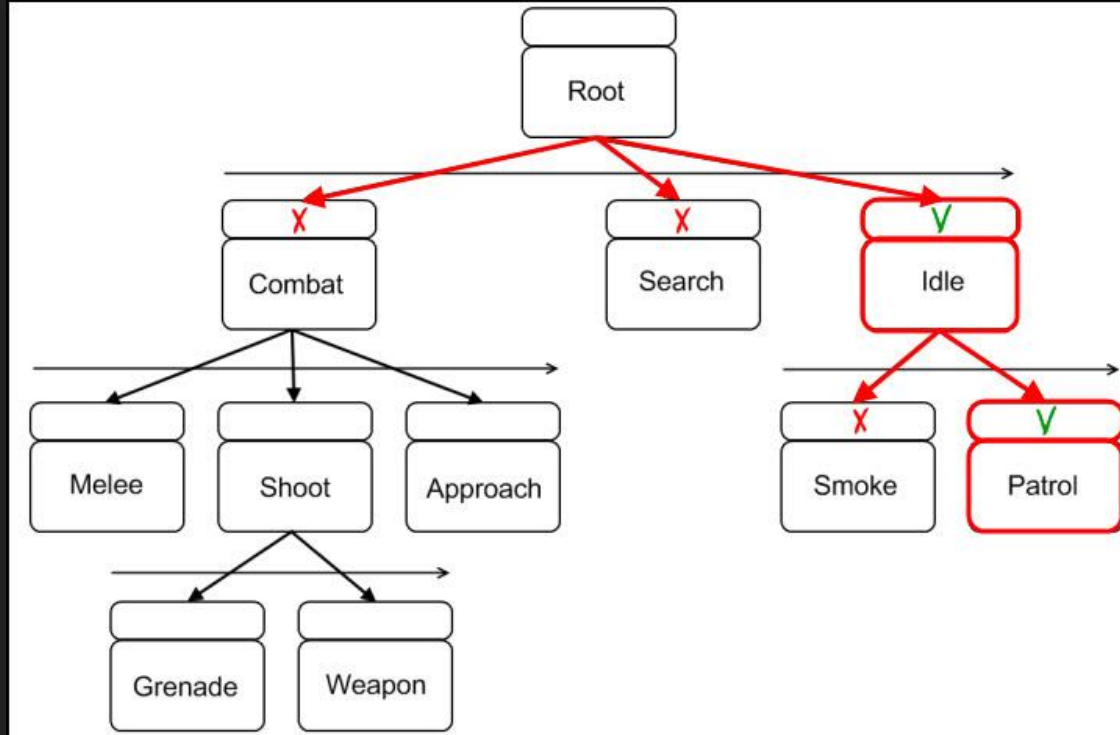 Root
X
X
V
Combat
Search
Idle
X
V
Melee
Shoot
Approach
Smoke
Patrol
Grenade
Weapon